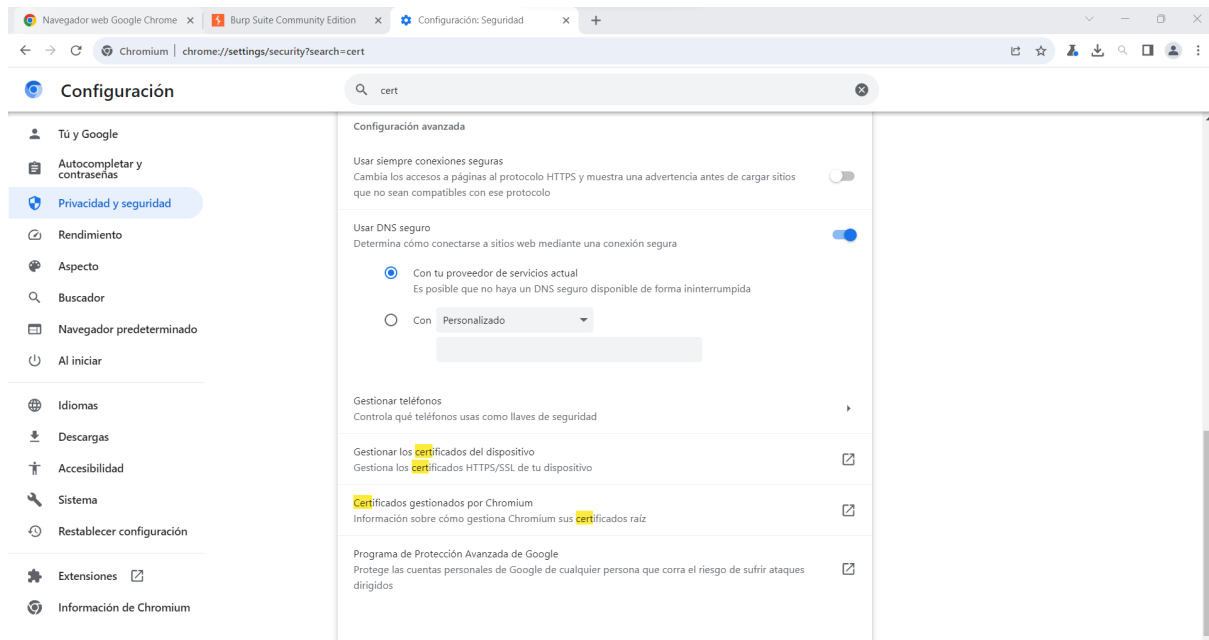 Navegador web Google Chrome
Burp Suite Community Edition
Configuración: Seguridad
Chromium
chrome://settings/security?search=cert
Configuración
cert
Tú y Google
Autocompletar y
contraseñas
Privacidad y seguridad
Rendimiento
Aspecto
Buscador
Navegador predeterminado
Al iniciar
Idiomas
Descargas
Accesibilidad
Sistema
Restablecer configuración
Extensiones
Información de Chromium
Configuración avanzada
Usar siempre conexiones seguras
Cambia los accesos a páginas al protocolo HTTPS y muestra una advertencia antes de cargar sitios
que no sean compatibles con ese protocolo
Usar DNS seguro
Determina cómo conectarse a sitios web mediante una conexión segura
Con tu proveedor de servicios actual
Es posible que no haya un DNS seguro disponible de forma ininterrumpida
Con Personalizado
Gestionar teléfonos
Controla qué teléfonos usas como llaves de seguridad
Gestionar los certificados del dispositivo
Gestiona los certificados HTTPS/SSL de tu dispositivo
Certificados gestionados por Chromium
Información sobre cómo gestiona Chromium sus certificados raíz
Programa de Protección Avanzada de Google
Protege las cuentas personales de Google de cualquier persona que corra el riesgo de sufrir ataques
dirigidos